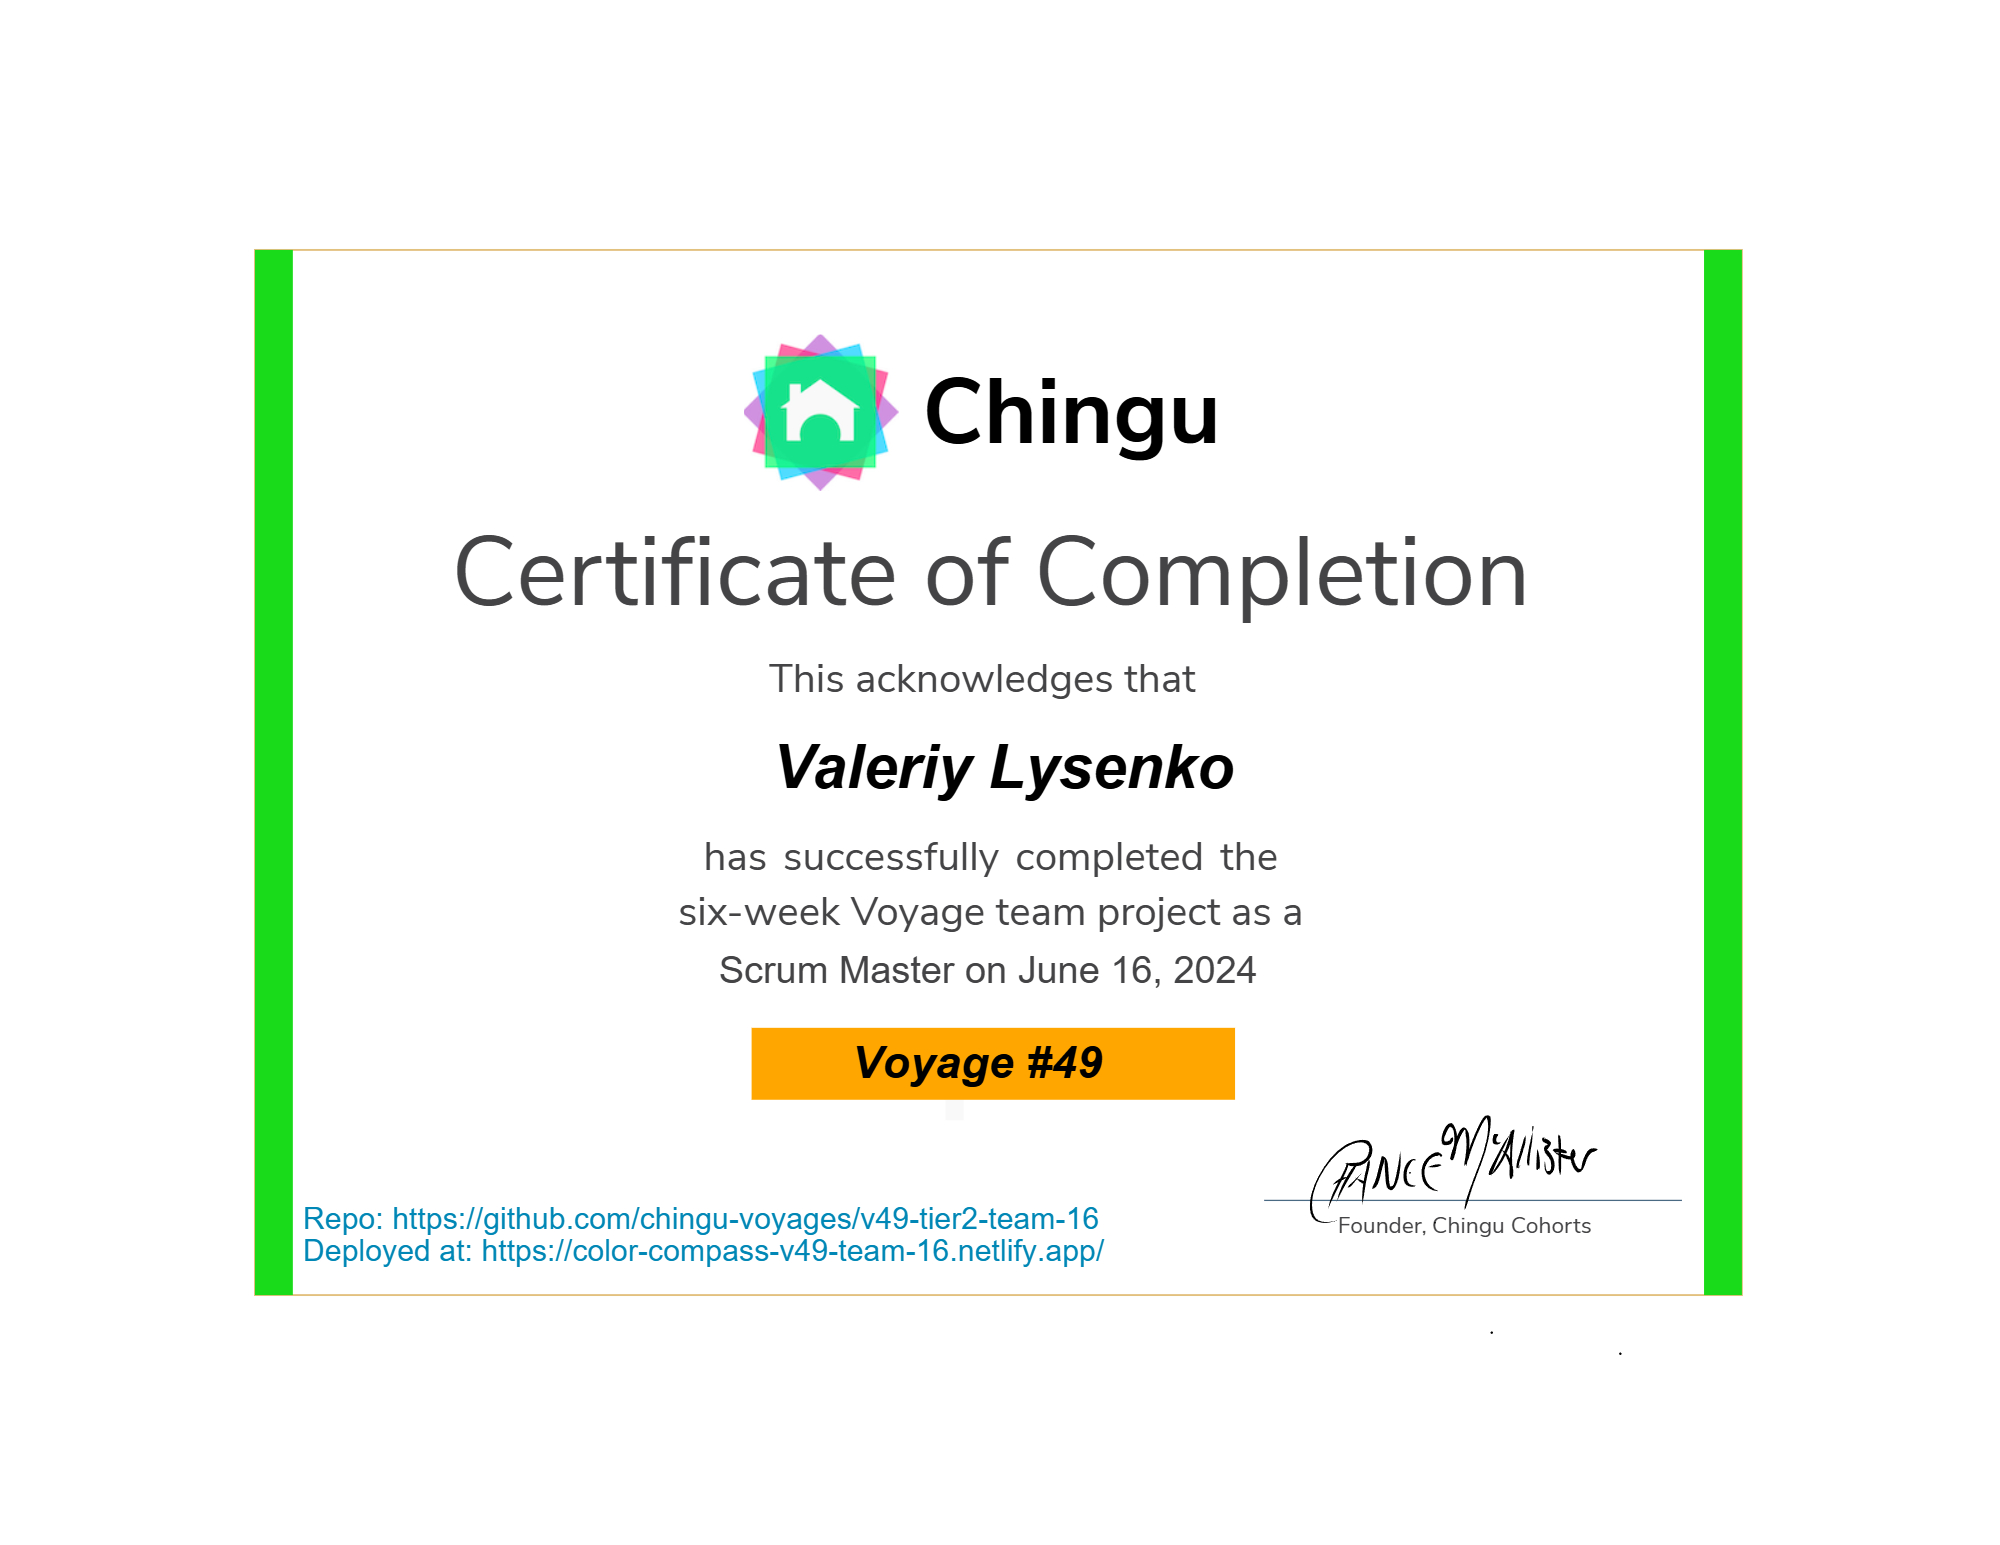 Chingu
Certificate of Completion
This acknowledges that
Valeriy Lysenko
has successfully completed the
six-week Voyage team project as a
Scrum Master on June 16, 2024
Voyage #49
Chance McAllister
Founder, Chingu Cohorts
Repo: https://github.com/chingu-voyages/v49-tier2-team-16
Deployed at: https://color-compass-v49-team-16.netlify.app/